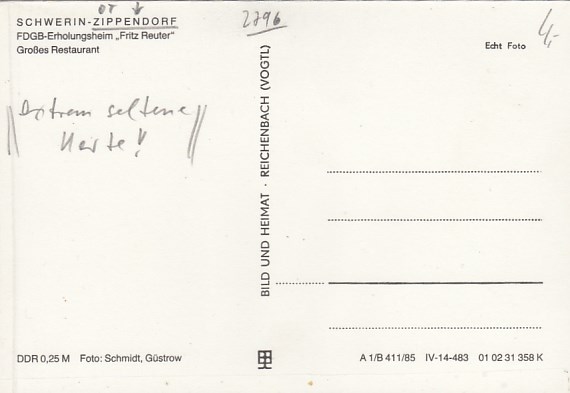 OT ↓
SCHWERIN-ZIPPENDORF
FDGB-Erholungsheim „Fritz Reuter"
Großes Restaurant
2796
4,-
Echt Foto
Extrem seltene
Karte!
BILD UND HEIMAT · REICHENBACH (VOGTL)
DDR 0,25 M Foto: Schmidt, Güstrow
A 1/B 411/85 IV-14-483 01 02 31 358 K